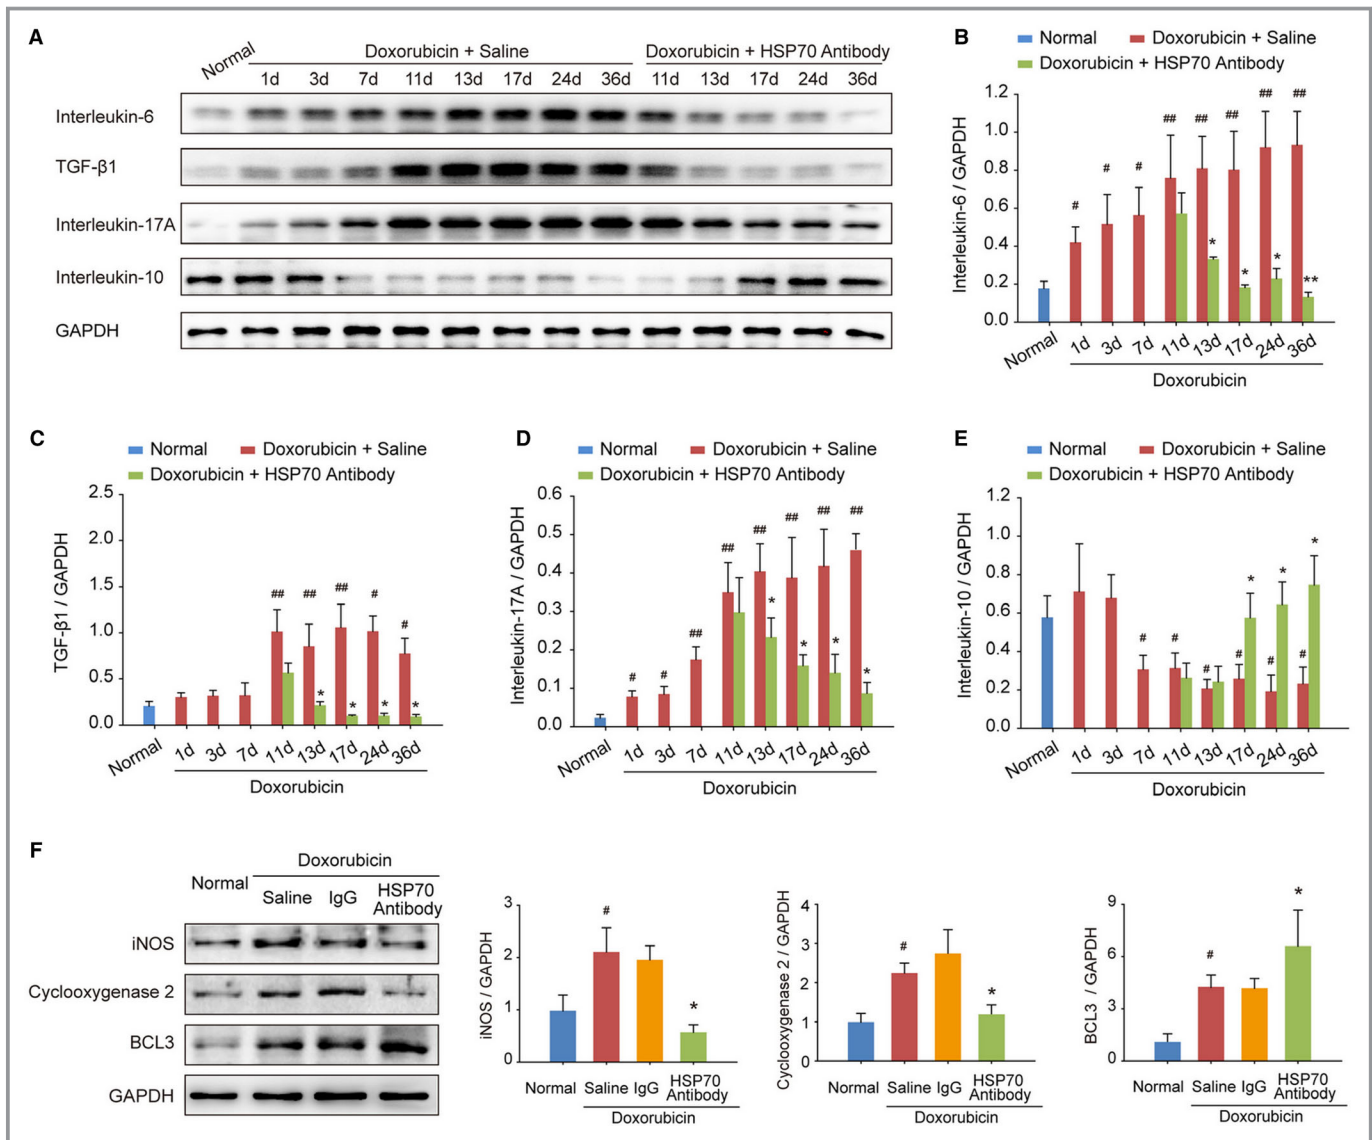 A
Normal
Doxorubicin + Saline
Doxorubicin + HSP70 Antibody
1d 3d 7d 11d 13d 17d 24d 36d 11d 13d 17d 24d 36d
Interleukin-6
TGF-β1
Interleukin-17A
Interleukin-10
GAPDH
B
Normal Doxorubicin + Saline
Doxorubicin + HSP70 Antibody
Interleukin-6 / GAPDH
1.2
1.0
0.8
0.6
0.4
0.2
0.0
# # # ## ## ## ## ##
* * * **
Normal 1d 3d 7d 11d 13d 17d 24d 36d
Doxorubicin
C
Normal Doxorubicin + Saline
Doxorubicin + HSP70 Antibody
TGF-β1 / GAPDH
2.5
2.0
1.5
1.0
0.5
0.0
## ## ## # #
* * * *
Normal 1d 3d 7d 11d 13d 17d 24d 36d
Doxorubicin
D
Normal Doxorubicin + Saline
Doxorubicin + HSP70 Antibody
Interleukin-17A / GAPDH
0.6
0.5
0.4
0.3
0.2
0.1
0.0
# # ## ## ## ## ## ##
* * * *
Normal 1d 3d 7d 11d 13d 17d 24d 36d
Doxorubicin
E
Normal Doxorubicin + Saline
Doxorubicin + HSP70 Antibody
Interleukin-10 / GAPDH
1.2
1.0
0.8
0.6
0.4
0.2
0.0
# # # # # #
* * *
Normal 1d 3d 7d 11d 13d 17d 24d 36d
Doxorubicin
F
Doxorubicin
Normal Saline IgG HSP70
Antibody
iNOS
Cyclooxygenase 2
BCL3
GAPDH
iNOS / GAPDH
3
2
1
0
# *
Normal Saline IgG HSP70
Antibody
Doxorubicin
Cyclooxygenase 2 / GAPDH
4
3
2
1
0
# *
Normal Saline IgG HSP70
Antibody
Doxorubicin
BCL3 / GAPDH
9
6
3
0
# *
Normal Saline IgG HSP70
Antibody
Doxorubicin